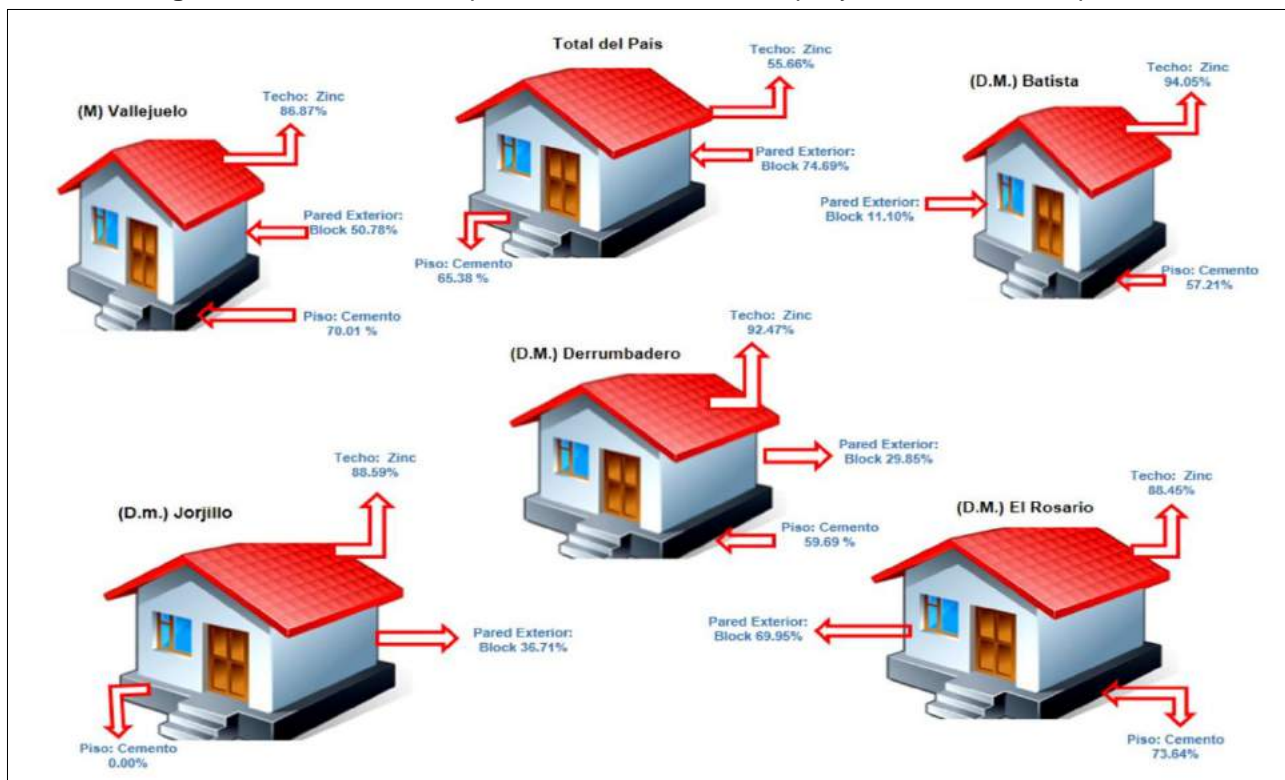 Total del Pais
Techo: Zinc
55.66%
Pared Exterior:
Block 74.69%
Piso: Cemento
65.38 %
(M) Vallejuelo
Techo: Zinc
86.87%
Pared Exterior:
Block 50.78%
Piso: Cemento
70.01 %
(D.M.) Batista
Techo: Zinc
94.05%
Pared Exterior:
Block 11.10%
Piso: Cemento
57.21%
(D.M.) Derrumbadero
Techo: Zinc
92.47%
Pared Exterior:
Block 29.85%
Piso: Cemento
59.69 %
(D.m.) Jorjillo
Techo: Zinc
88.59%
Pared Exterior:
Block 36.71%
Piso: Cemento
0.00%
(D.M.) El Rosario
Techo: Zinc
88.45%
Pared Exterior:
Block 69.95%
Piso: Cemento
73.64%